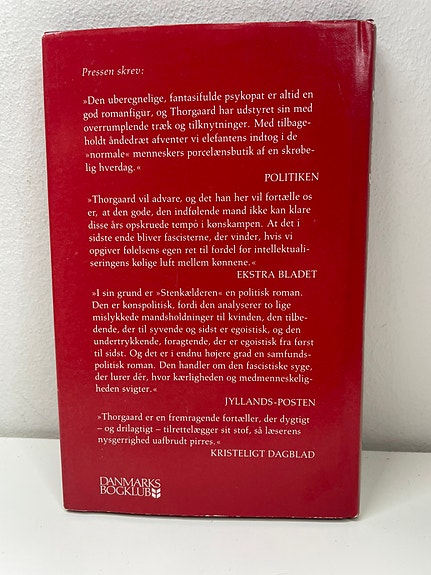 Pressen skrev:
»Den uberegnelige, fantasifulde psykopat er altid en
god romanfigur, og Thorgaard har udstyret sin med
overrumplende træk og tilknytninger. Med tilbage-
holdt åndedræt afventer vi elefantens indtog i de
»normale« menneskers porcelænsbutik af en skrøbe-
lig hverdag.«
POLITIKEN
»Thorgaard vil advare, og det han her vil fortælle os
er, at den gode, den indfølende mand ikke kan klare
disse års opskruede tempo i kønskampen. At det i
sidste ende bliver fascisterne, der vinder, hvis vi
opgiver følelsens egen ret til fordel for intellektuali-
seringens kølige luft mellem kønnene.«
EKSTRA BLADET
»I sin grund er »Stenkælderen« en politisk roman.
Den er kønspolitisk, fordi den analyserer to lige
mislykkede mandsholdninger til kvinden, den tilbe-
dende, der til syvende og sidst er egoistisk, og den
undertrykkende, foragtende, der er egoistisk fra først
til sidst. Og det er i endnu højere grad en samfunds-
politisk roman. Den handler om den fascistiske syge,
der lurer dér, hvor kærligheden og medmenneskelig-
heden svigter.«
JYLLANDS-POSTEN
»Thorgaard er en fremragende fortæller, der dygtigt
– og drilagtigt – tilrettelægger sit stof, så læserens
nysgerrighed uafbrudt pirres.«
KRISTELIGT DAGBLAD
DANMARKS
BOGKLUB